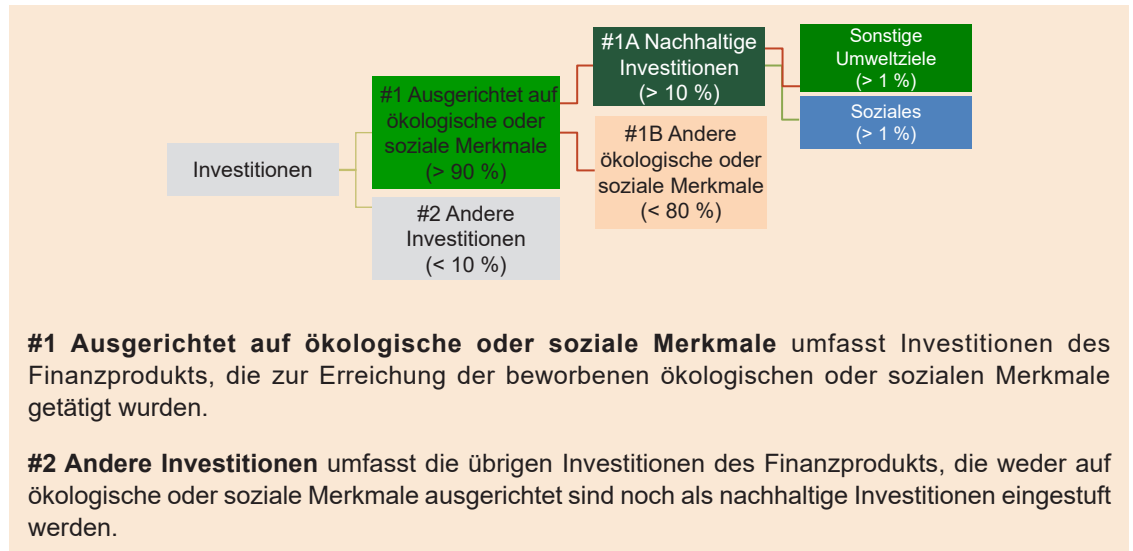 Investitionen
#1 Ausgerichtet auf
ökologische oder
soziale Merkmale
(> 90 %)
#2 Andere
Investitionen
(< 10 %)
#1A Nachhaltige
Investitionen
(> 10 %)
#1B Andere
ökologische oder
soziale Merkmale
(< 80 %)
Sonstige
Umweltziele
(> 1 %)
Soziales
(> 1 %)
#1 Ausgerichtet auf ökologische oder soziale Merkmale umfasst Investitionen des
Finanzprodukts, die zur Erreichung der beworbenen ökologischen oder sozialen Merkmale
getätigt wurden.
#2 Andere Investitionen umfasst die übrigen Investitionen des Finanzprodukts, die weder auf
ökologische oder soziale Merkmale ausgerichtet sind noch als nachhaltige Investitionen eingestuft
werden.